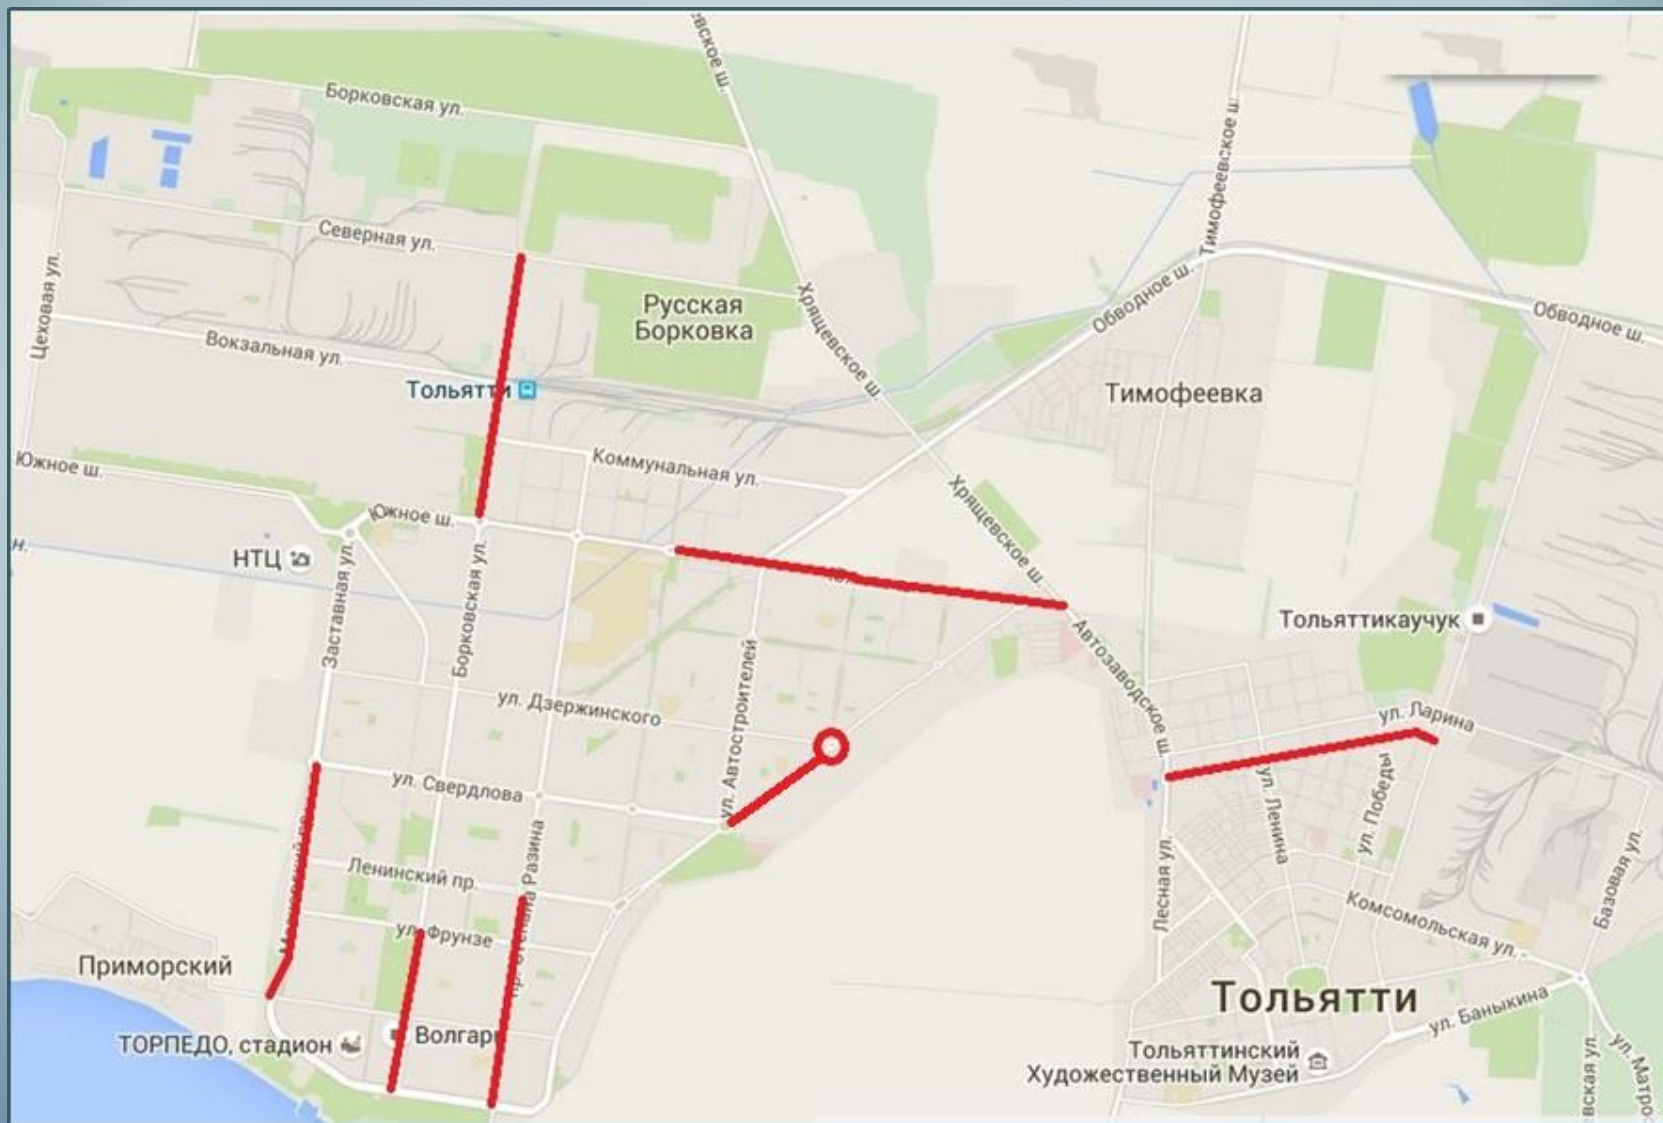 Борковская ул.
Тимофеевское ш.
Северная ул.
Цеховая ул.
Русская
Борковка
Хрящевское ш.
Обводное ш.
Обводное ш.
Вокзальная ул.
Тольятти
Тимофеевка
Южное ш.
Коммунальная ул.
Хрящевское ш.
Южное ш.
НТЦ
Заставная ул.
Борковская ул.
Тольяттикаучук
Автозаводское ш.
ул. Дзержинского
ул. Автостроителей
ул. Ларина
ул. Свердлова
ул. Ленина
ул. Победы
Ленинский пр.
пр. Степана Разина
Лесная ул.
Базовая ул.
ул. Фрунзе
Комсомольская ул.
Приморский
Тольятти
ул. Баныкина
ТОРПЕДО, стадион
Волгарь
Тольяттинский
Художественный Музей